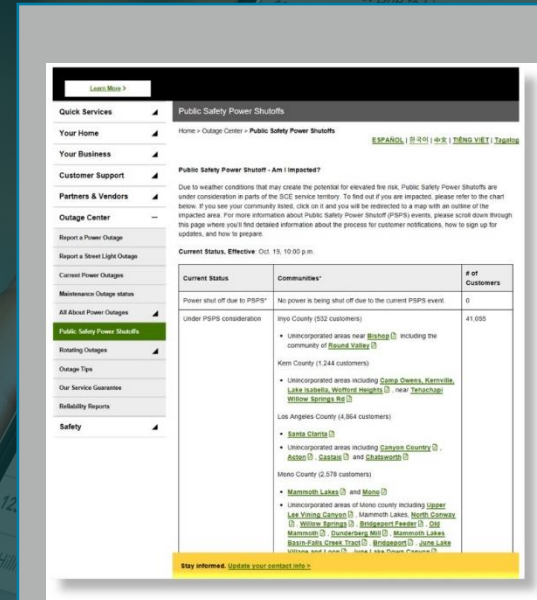 Learn More >
Quick Services
Your Home
Your Business
Customer Support
Partners & Vendors
Outage Center
Report a Power Outage
Report a Street Light Outage
Current Power Outages
Maintenance Outage status
All About Power Outages
Public Safety Power Shutoffs
Rotating Outages
Outage Tips
Our Service Guarantee
Reliability Reports
Safety
Public Safety Power Shutoffs
Home > Outage Center > Public Safety Power Shutoffs
ESPAÑOL | 한국어 | 中文 | TIẾNG VIỆT | Tagalog
Public Safety Power Shutoff - Am I Impacted?
Due to weather conditions that may create the potential for elevated fire risk, Public Safety Power Shutoffs are
under consideration in parts of the SCE service territory. To find out if you are impacted, please refer to the chart
below. If you see your community listed, click on it and you will be redirected to a map with an outline of the
impacted area. For more information about Public Safety Power Shutoff (PSPS) events, please scroll down through
this page where you'll find detailed information about the process for customer notifications, how to sign up for
updates, and how to prepare.
Current Status, Effective: Oct. 19, 10:00 p.m.
Current Status
Communities*
# of
Customers
Power shut off due to PSPS*
No power is being shut off due to the current PSPS event.
0
Under PSPS consideration
Inyo County (532 customers)
41,055
• Unincorporated areas near Bishop including the
community of Round Valley
Kern County (1,244 customers)
• Unincorporated areas including Camp Owens, Kernville,
Lake Isabella, Wofford Heights , near Tehachapi
Willow Springs Rd
Los Angeles County (4,864 customers)
• Santa Clarita
• Unincorporated areas including Canyon Country ,
Acton , Castaic and Chatsworth
Mono County (2,578 customers)
• Mammoth Lakes and Mono
• Unincorporated areas of Mono county including Upper
Lee Vining Canyon , Mammoth Lakes, North Conway
, Willow Springs , Bridgeport Feeder , Old
Mammoth , Dunderberg Mill , Mammoth Lakes
Basin-Falls Creek Tract , Bridgeport , June Lake
Village and Loop , June Lake Down Canyon
Stay informed. Update your contact info >